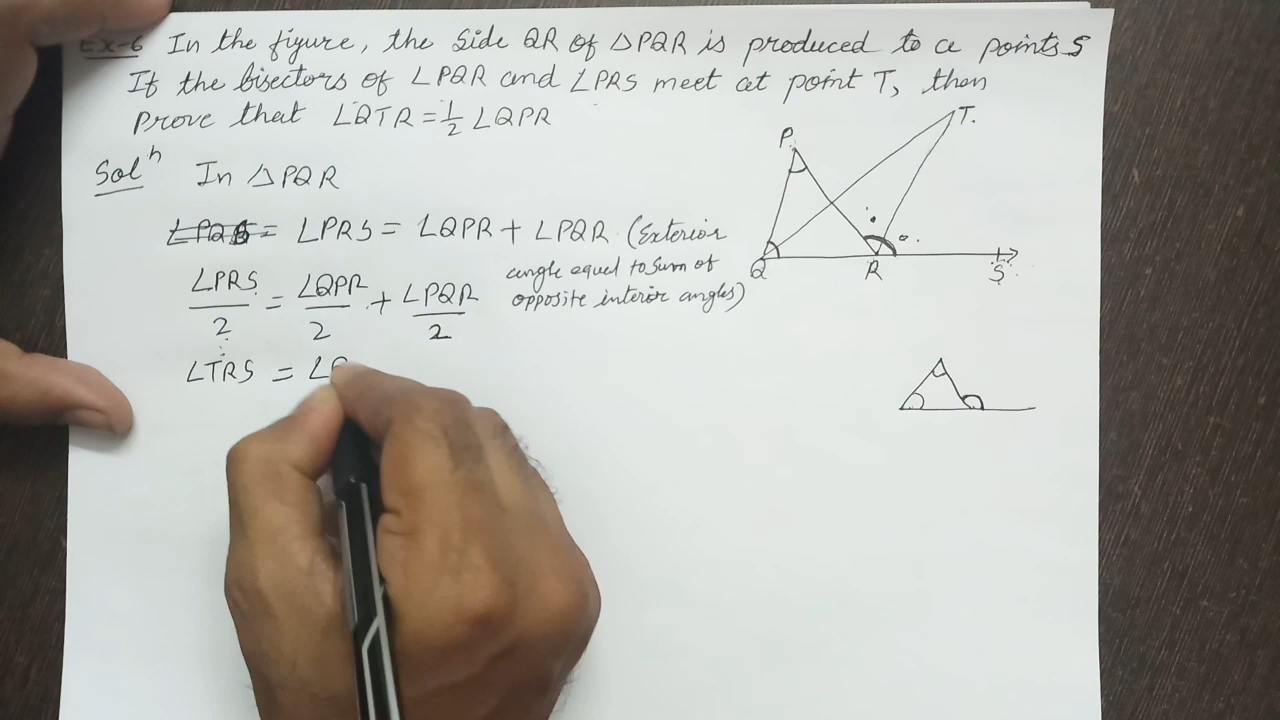 Ex-6 In the figure, the side QR of △PQR is produced to a points S
If the bisectors of ∠PQR and ∠PRS meet at point T, then
prove that ∠QTR = 1/2 ∠QPR
Solⁿ In △PQR
∠PRS = ∠QPR + ∠PQR (Exterior
angle equal to sum of
opposite interior angles)
∠PRS/2 = ∠QPR/2 + ∠PQR/2
∠TRS = ∠Q
T.
P
Q
R
S